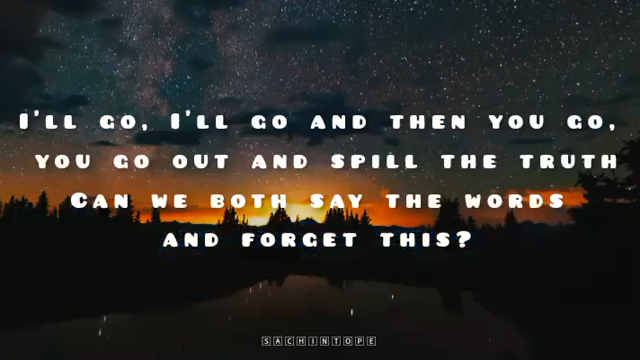 I'll go, I'll go and then you go,
you go out and spill the truth
Can we both say the words
and forget this?
SACHINTOPE